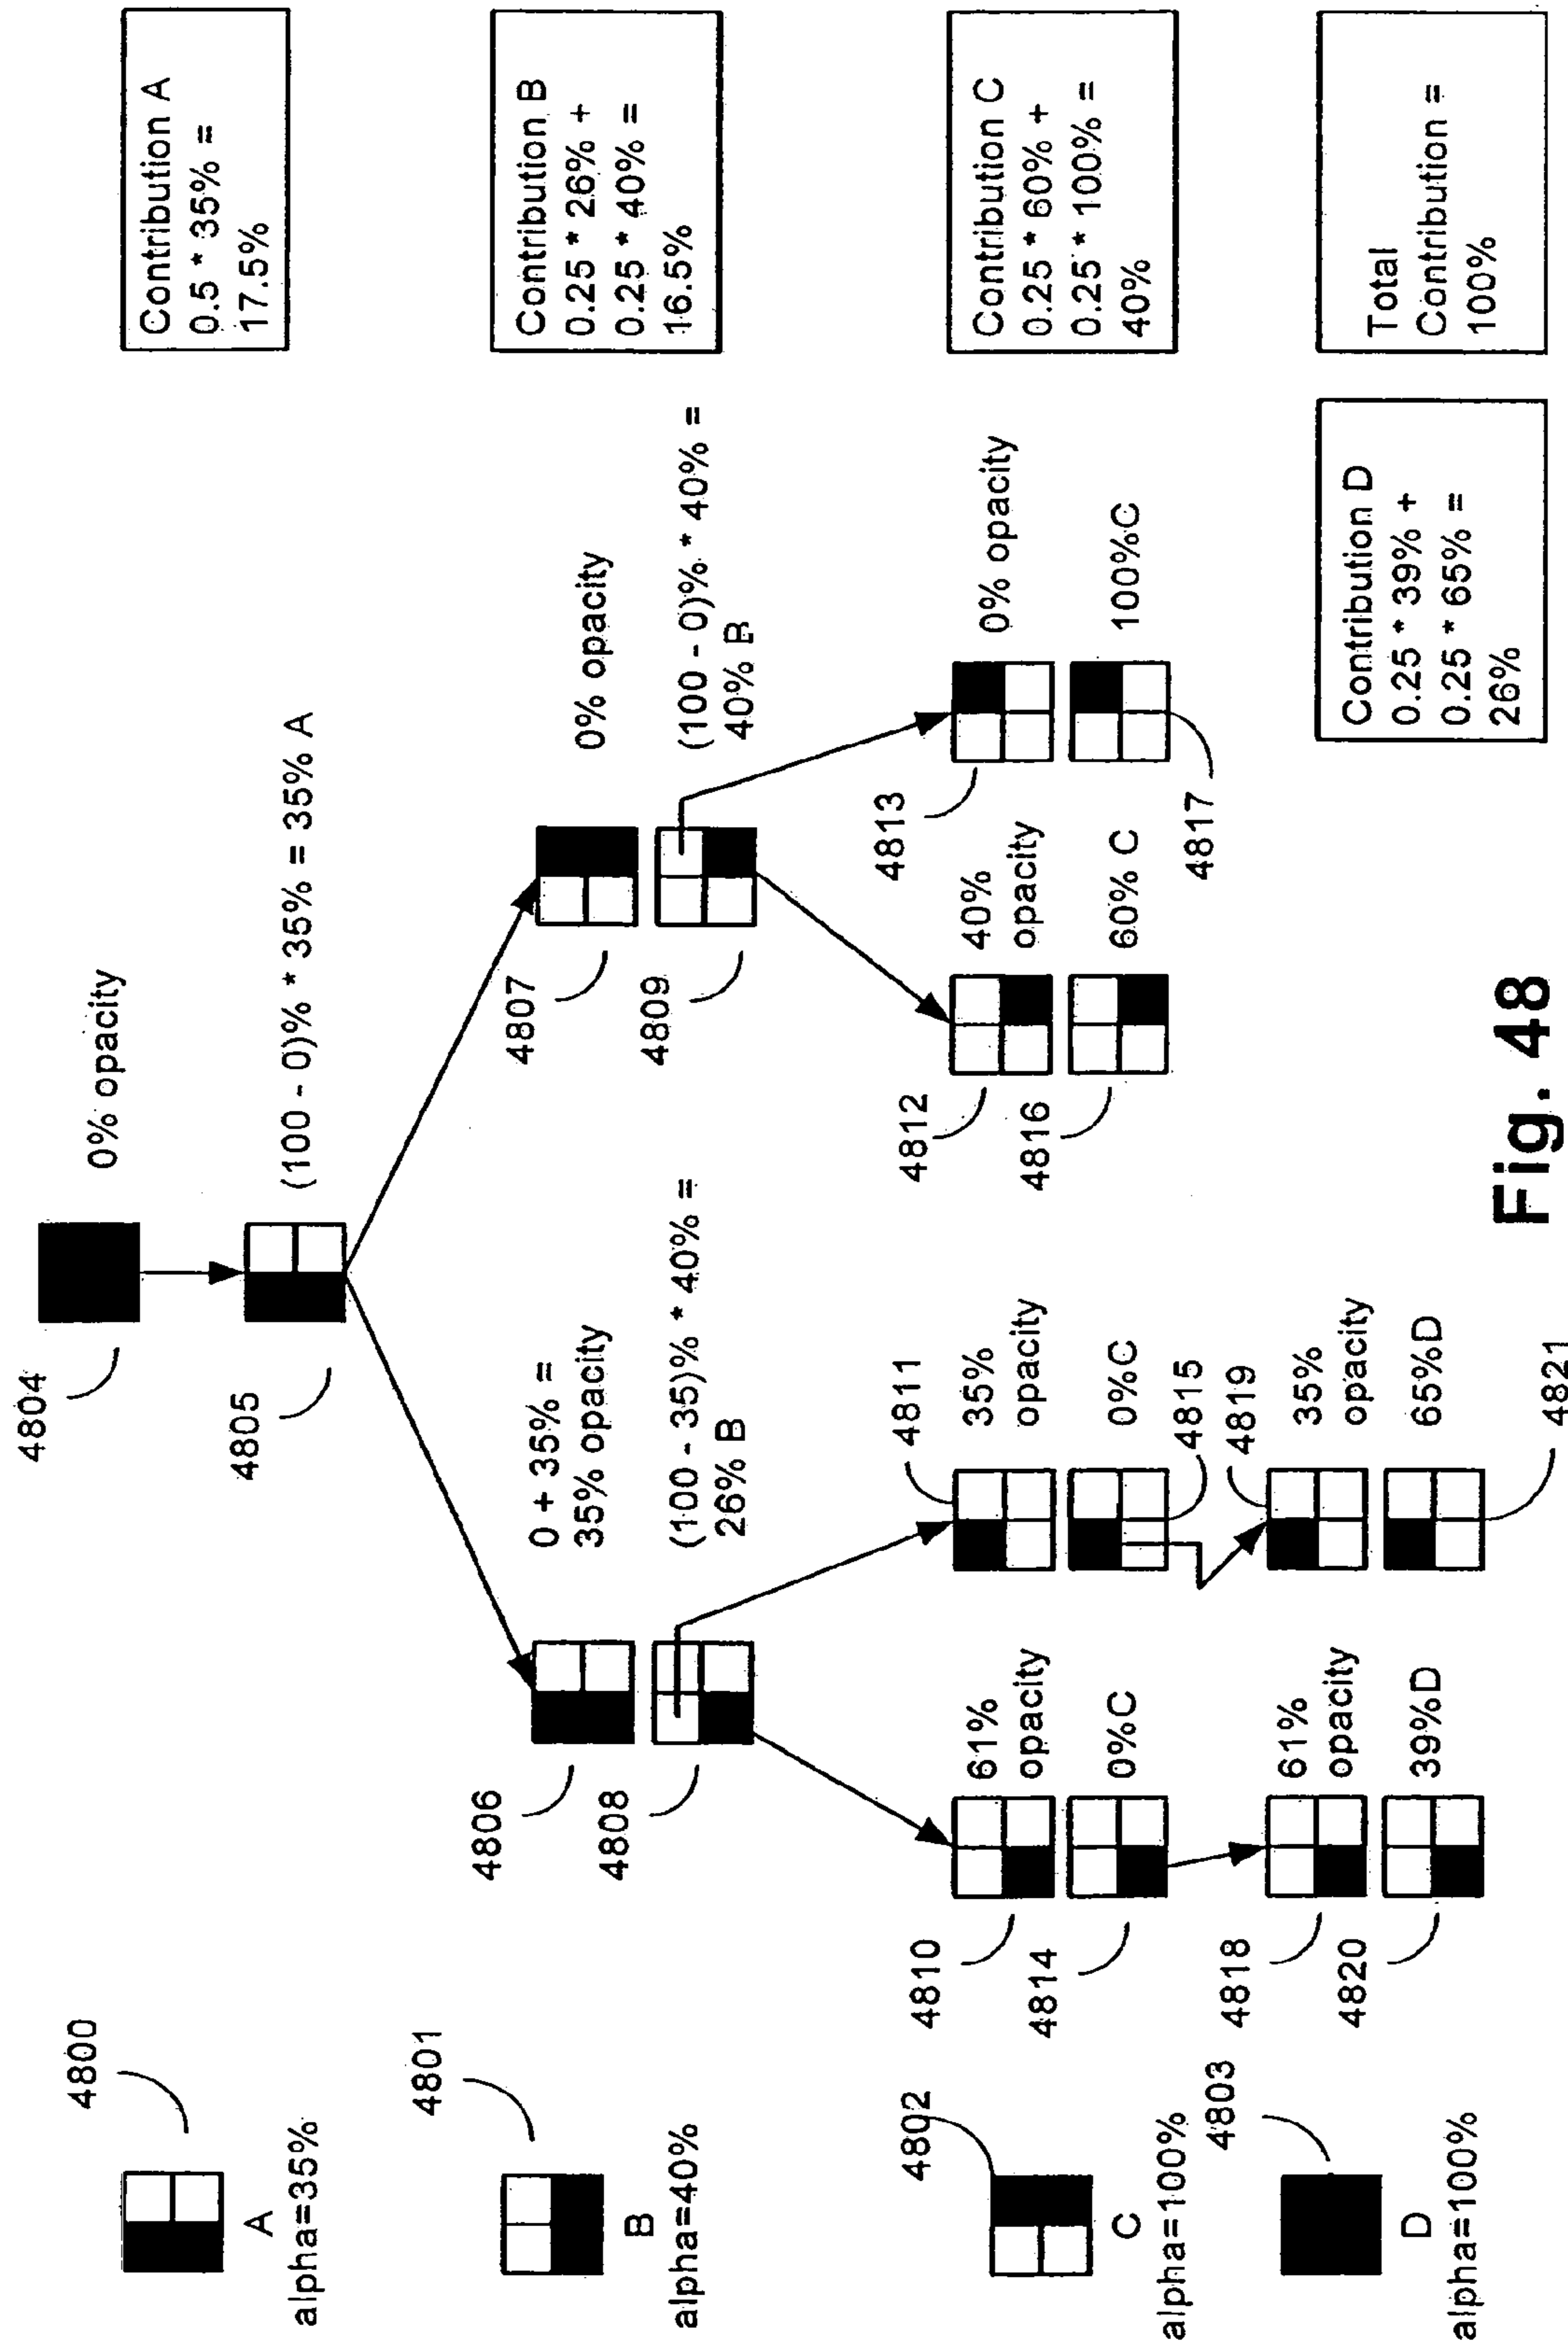 4804
0% opacity
4800
A
alpha=35%
4805
(100 - 0)% * 35% = 35% A
Contribution A
0.5 * 35% =
17.5%
4801
B
alpha=40%
4806
0 + 35% =
35% opacity
4807
0% opacity
4808
(100 - 35)% * 40% =
26% B
4809
(100 - 0)% * 40% =
40% B
Contribution B
0.25 * 26% +
0.25 * 40% =
16.5%
4802
C
alpha=100%
4810
61%
opacity
4811
35%
opacity
4812
40%
opacity
4813
0% opacity
4814
0%C
0%C
4815
4816
60% C
100%C
4817
Contribution C
0.25 * 60% +
0.25 * 100% =
40%
4803
D
alpha=100%
4818
61%
opacity
4819
35%
opacity
4820
39%D
65%D
4821
Contribution D
0.25 * 39% +
0.25 * 65% =
26%
Total
Contribution =
100%
Fig. 48